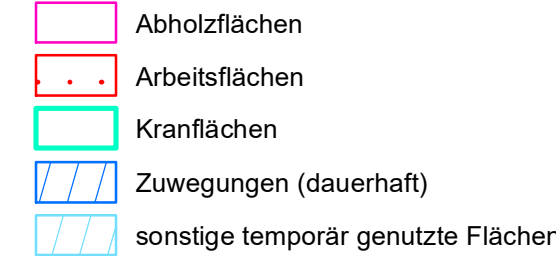 Abholzflächen
Arbeitsflächen
Kranflächen
Zuwegungen (dauerhaft)
sonstige temporär genutzte Flächen